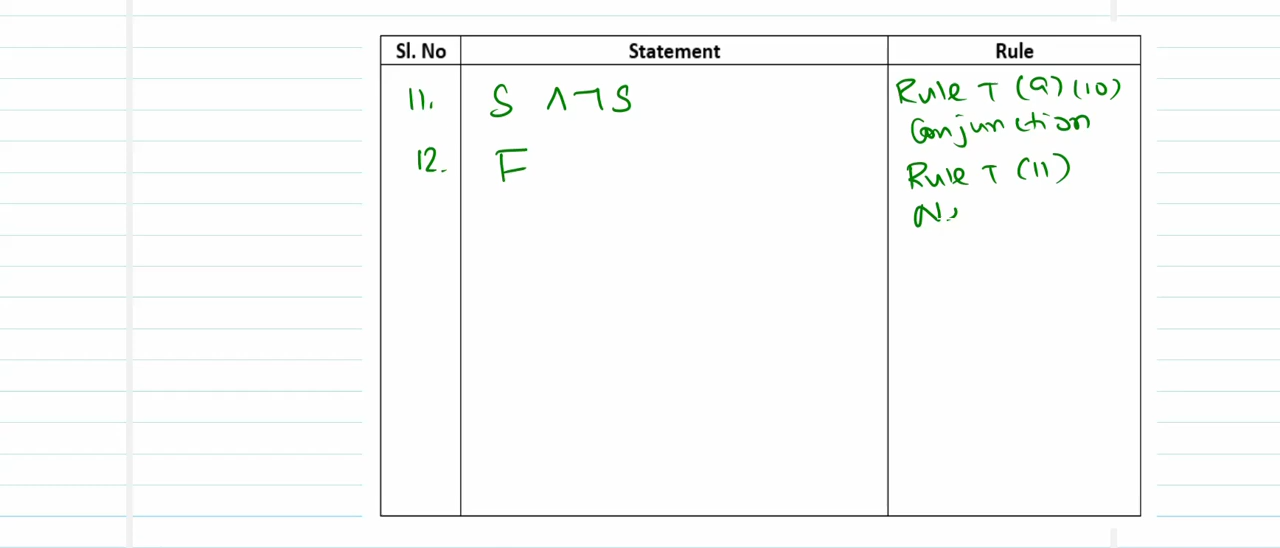 Sl. No Statement Rule
11. S ∧ ¬ S Rule T (9) (10)
Conjunction
12. F Rule T (11)